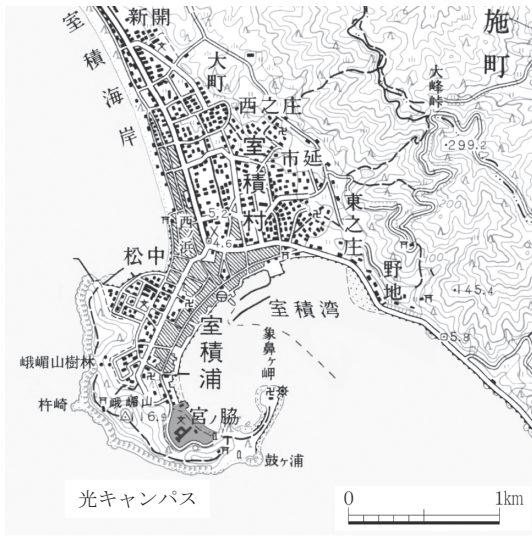 新開
室積海岸
大町
施町
大峰峠
西之庄
・299.2
室積村
市延
5.4
東之庄
西浜
4.6
松中
野地
・145.4
室積湾
室積浦
5.8
象鼻ヶ岬
峨嵋山樹林
杵崎
峨嵋山
宮ノ脇
鼓ヶ浦
光キャンパス
0 1km